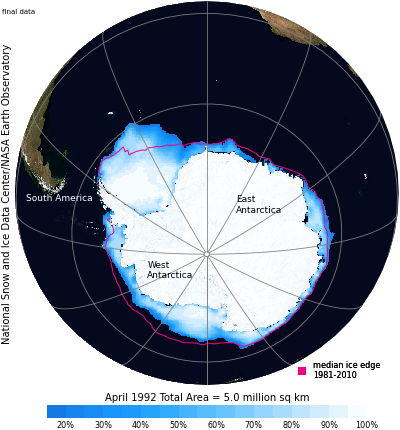 final data
National Snow and Ice Data Center/NASA Earth Observatory
South America
East
Antarctica
West
Antarctica
median ice edge
1981-2010
April 1992 Total Area = 5.0 million sq km
20% 30% 40% 50% 60% 70% 80% 90% 100%